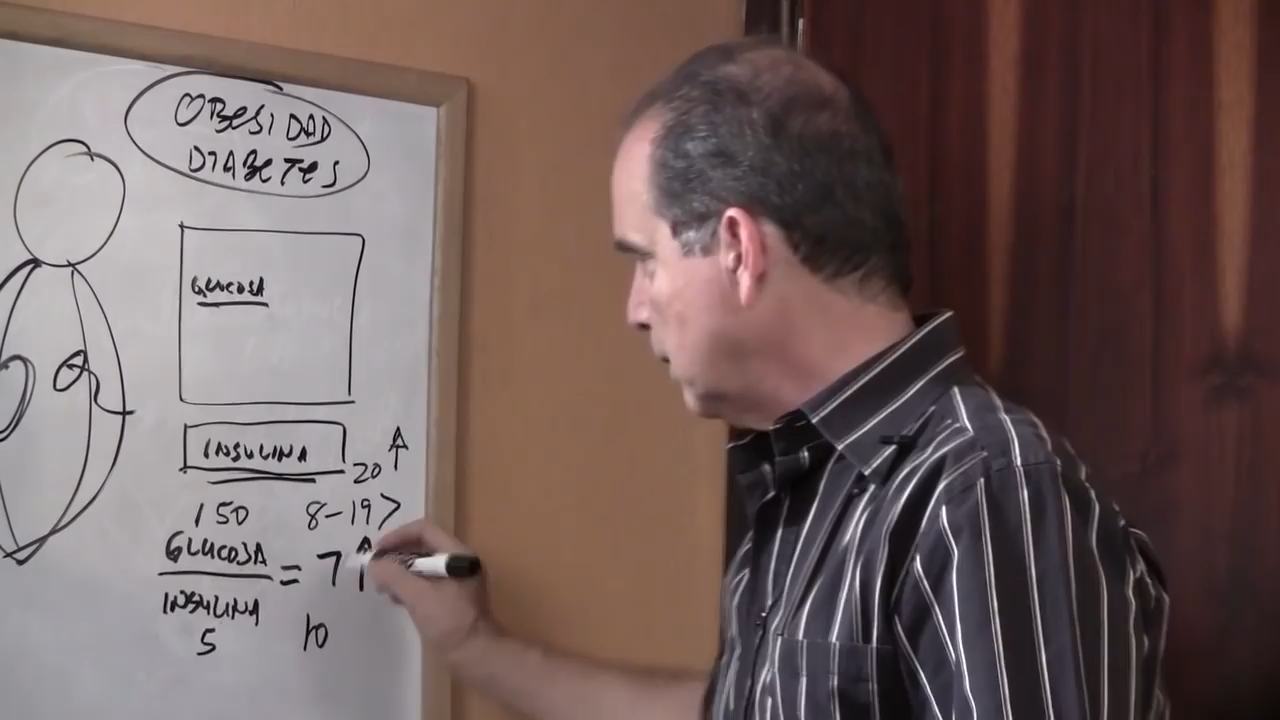 OBESIDAD
DIABETES
GLUCOSA
INSULINA
20 ↑
150 8-19>
GLUCOSA = 7↑
INSULINA
5 10